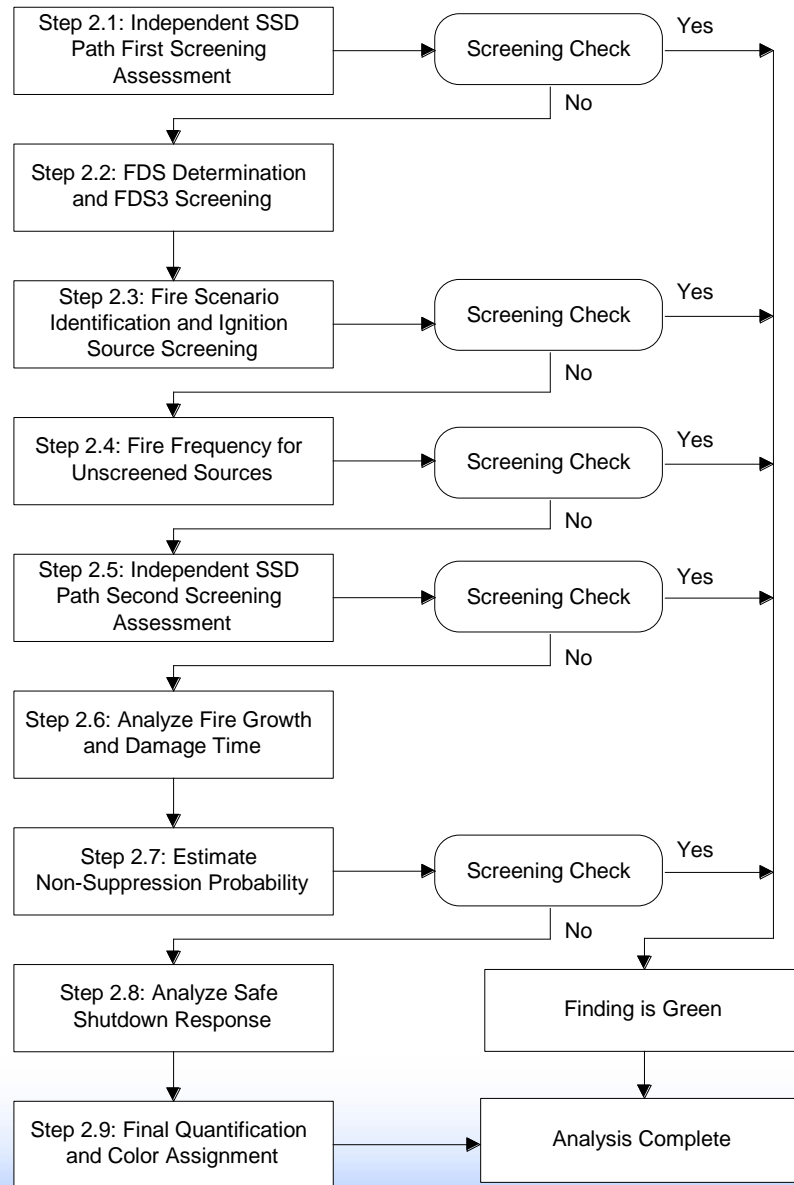 Step 2.1: Independent SSD
Path First Screening
Assessment
Screening Check
Yes
No
Step 2.2: FDS Determination
and FDS3 Screening
Step 2.3: Fire Scenario
Identification and Ignition
Source Screening
Screening Check
Yes
No
Step 2.4: Fire Frequency for
Unscreened Sources
Screening Check
Yes
No
Step 2.5: Independent SSD
Path Second Screening
Assessment
Screening Check
Yes
No
Step 2.6: Analyze Fire Growth
and Damage Time
Step 2.7: Estimate
Non-Suppression Probability
Screening Check
Yes
No
Step 2.8: Analyze Safe
Shutdown Response
Finding is Green
Step 2.9: Final Quantification
and Color Assignment
Analysis Complete